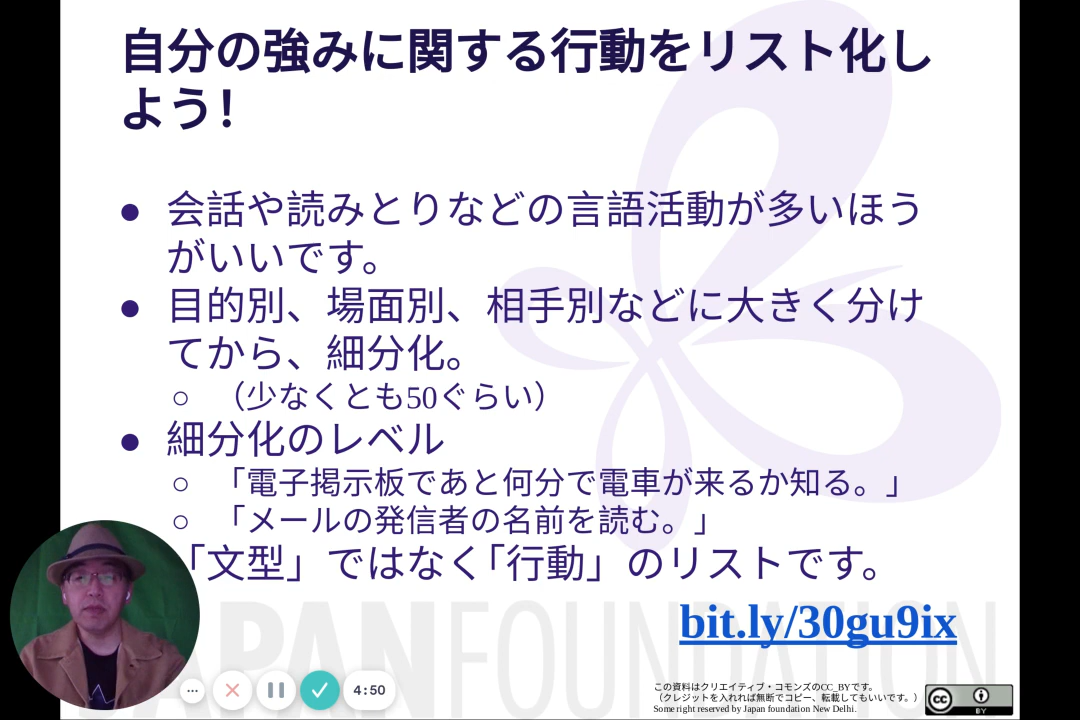 自分の強みに関する行動をリスト化し
よう!
● 会話や読みとりなどの言語活動が多いほう
がいいです。
● 目的別、場面別、相手別などに大きく分け
てから、細分化。
○ （少なくとも50ぐらい）
● 細分化のレベル
○ 「電子掲示板であと何分で電車が来るか知る。」
○ 「メールの発信者の名前を読む。」
「文型」ではなく「行動」のリストです。
JAPAN FOUNDATION
bit.ly/30gu9ix
4:50
この資料はクリエイティブ・コモンズのCC_BYです。
（クレジットを入れれば無断でコピー、転載してもいいです。）
Some right reserved by Japan foundation New Delhi.
cc BY